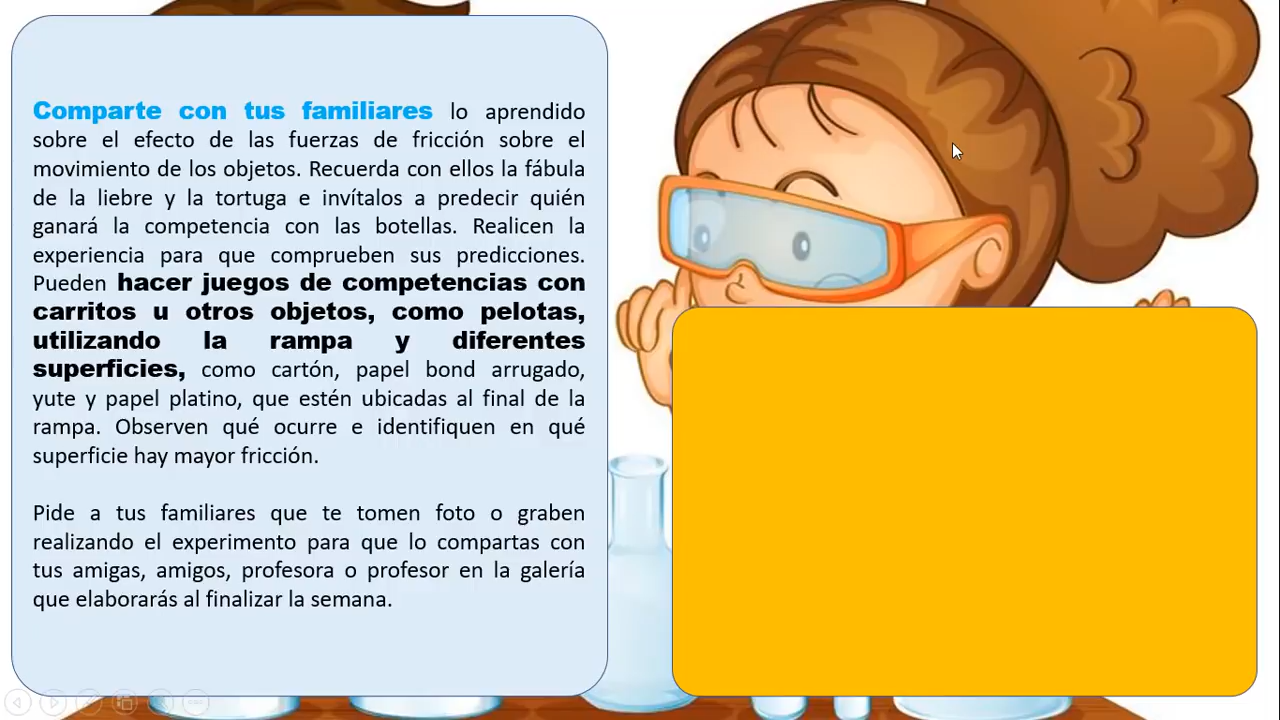 Comparte con tus familiares lo aprendido
sobre el efecto de las fuerzas de fricción sobre el
movimiento de los objetos. Recuerda con ellos la fábula
de la liebre y la tortuga e invítalos a predecir quién
ganará la competencia con las botellas. Realicen la
experiencia para que comprueben sus predicciones.
Pueden hacer juegos de competencias con
carritos u otros objetos, como pelotas,
utilizando la rampa y diferentes
superficies, como cartón, papel bond arrugado,
yute y papel platino, que estén ubicadas al final de la
rampa. Observen qué ocurre e identifiquen en qué
superficie hay mayor fricción.
Pide a tus familiares que te tomen foto o graben
realizando el experimento para que lo compartas con
tus amigas, amigos, profesora o profesor en la galería
que elaborarás al finalizar la semana.